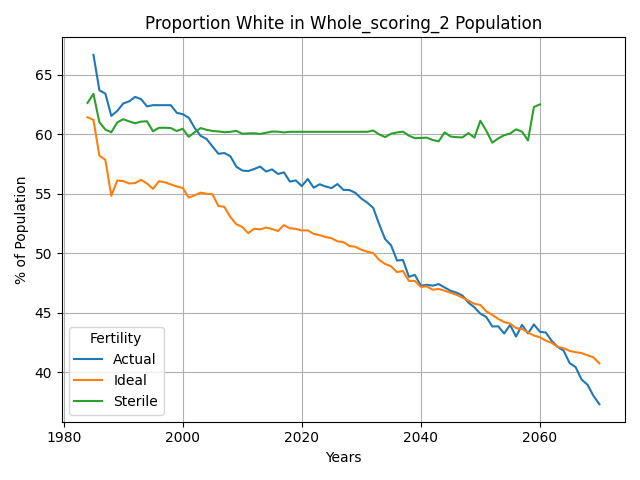 Proportion White in Whole_scoring_2 Population
% of Population
65
60
55
50
45
40
Fertility
Actual
Ideal
Sterile
1980
2000
2020
2040
2060
Years